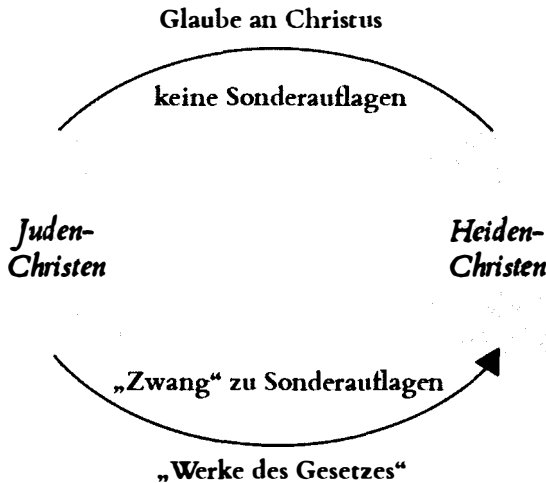 Glaube an Christus
keine Sonderauflagen
Juden-
Christen
Heiden-
Christen
„Zwang“ zu Sonderauflagen
„Werke des Gesetzes“